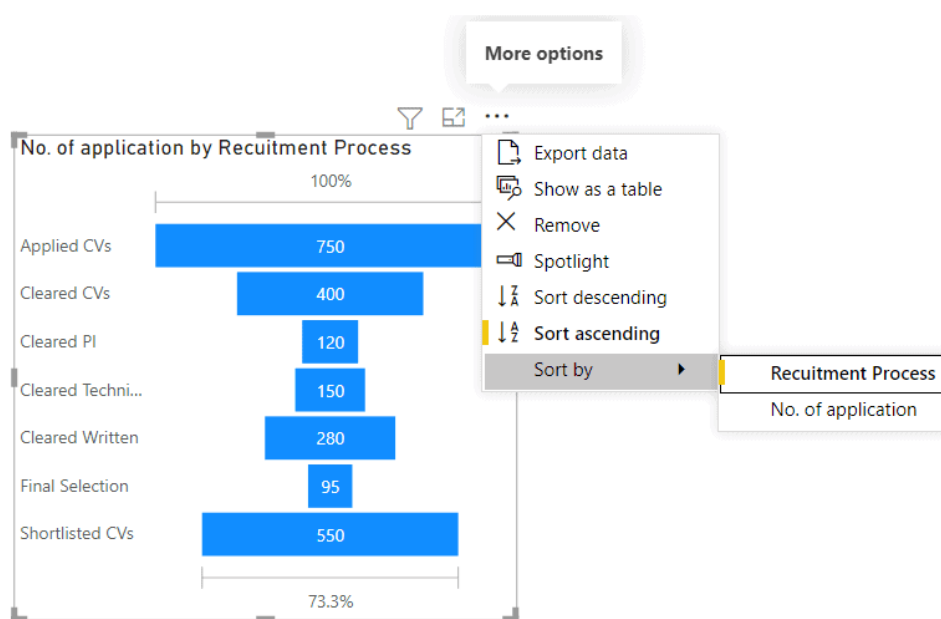 More options
No. of application by Recuitment Process
100%
Applied CVs 750
Cleared CVs 400
Cleared PI 120
Cleared Techni... 150
Cleared Written 280
Final Selection 95
Shortlisted CVs 550
73.3%
Export data
Show as a table
Remove
Spotlight
Sort descending
Sort ascending
Sort by
Recuitment Process
No. of application